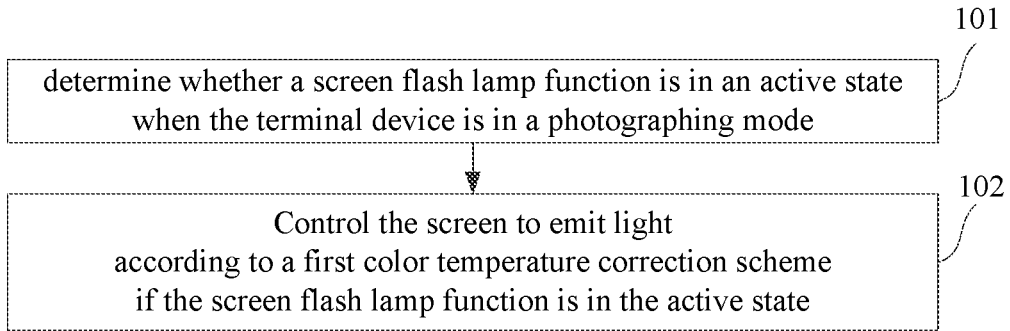 101
determine whether a screen flash lamp function is in an active state
when the terminal device is in a photographing mode
102
Control the screen to emit light
according to a first color temperature correction scheme
if the screen flash lamp function is in the active state